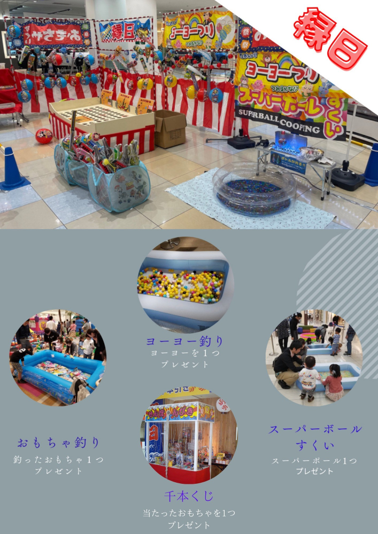 縁日
縁日
ヨーヨーつり
ヨーヨーつり
スーパーボール
すくい
SUPRBALL COOPING
ヨーヨー釣り
ヨーヨーを1つ
プレゼント
おもちゃ釣り
釣ったおもちゃ1つ
プレゼント
スーパーボール
すくい
スーパーボール1つ
プレゼント
千本くじ
当たったおもちゃを1つ
プレゼント